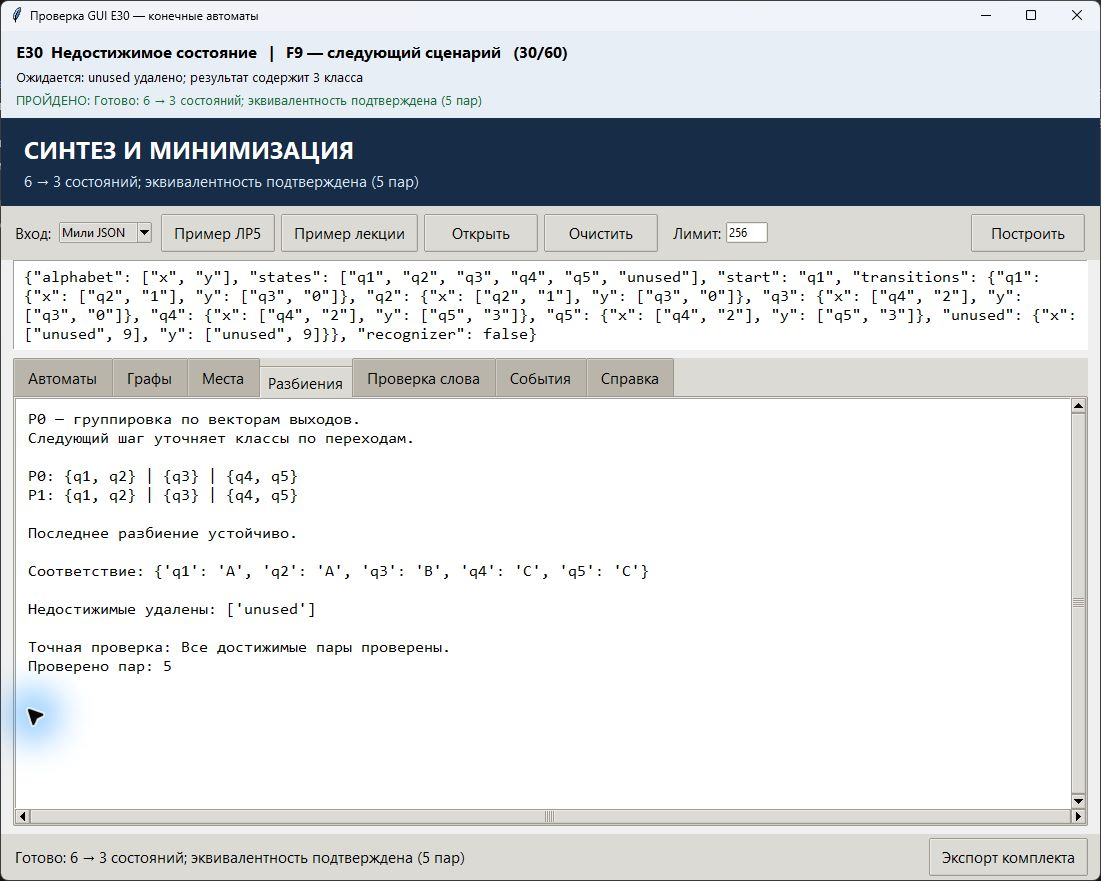 Проверка GUI E30 — конечные автоматы
E30 Недостижимое состояние | F9 — следующий сценарий (30/60)
Ожидается: unused удалено; результат содержит 3 класса
ПРОЙДЕНО: Готово: 6 → 3 состояний; эквивалентность подтверждена (5 пар)
СИНТЕЗ И МИНИМИЗАЦИЯ
6 → 3 состояний; эквивалентность подтверждена (5 пар)
Вход: Мили JSON Пример ЛР5 Пример лекции Открыть Очистить Лимит: 256 Построить
{"alphabet": ["x", "y"], "states": ["q1", "q2", "q3", "q4", "q5", "unused"], "start": "q1", "transitions": {"q1":
{"x": ["q2", "1"], "y": ["q3", "0"]}, "q2": {"x": ["q2", "1"], "y": ["q3", "0"]}, "q3": {"x": ["q4", "2"], "y":
["q3", "0"]}, "q4": {"x": ["q4", "2"], "y": ["q5", "3"]}, "q5": {"x": ["q4", "2"], "y": ["q5", "3"]}, "unused": {"x":
["unused", 9], "y": ["unused", 9]}}, "recognizer": false}
Автоматы Графы Места Разбиения Проверка слова События Справка
P0 — группировка по векторам выходов.
Следующий шаг уточняет классы по переходам.
P0: {q1, q2} | {q3} | {q4, q5}
P1: {q1, q2} | {q3} | {q4, q5}
Последнее разбиение устойчиво.
Соответствие: {'q1': 'A', 'q2': 'A', 'q3': 'B', 'q4': 'C', 'q5': 'C'}
Недостижимые удалены: ['unused']
Точная проверка: Все достижимые пары проверены.
Проверено пар: 5
Готово: 6 → 3 состояний; эквивалентность подтверждена (5 пар)
Экспорт комплекта